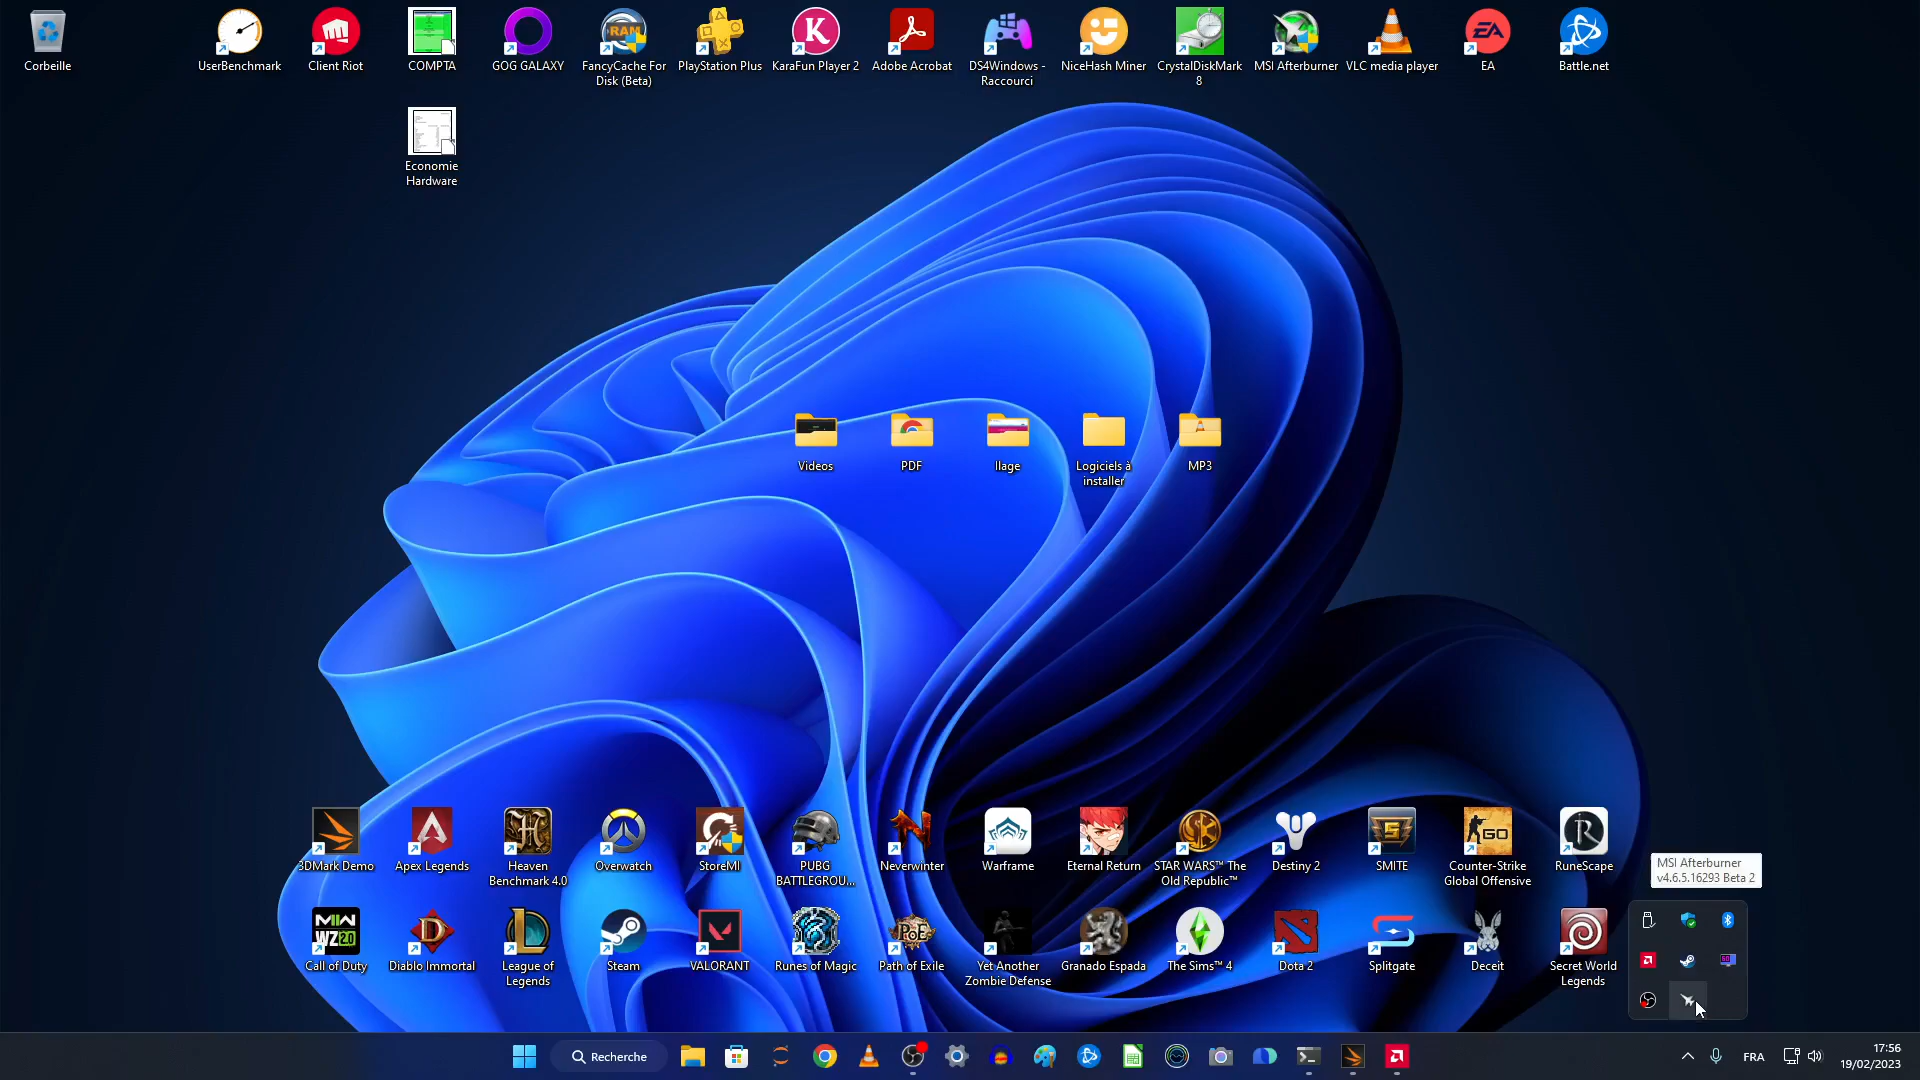 Corbeille
UserBenchmark
Client Riot
COMPTA
GOG GALAXY
FancyCache For
Disk (Beta)
PlayStation Plus
KaraFun Player 2
Adobe Acrobat
DS4Windows -
Raccourci
NiceHash Miner
CrystalDiskMark
8
MSI Afterburner
VLC media player
EA
Battle.net
Economie
Hardware
Videos
PDF
llage
Logiciels à
installer
MP3
3DMark Demo
Apex Legends
Heaven
Benchmark 4.0
Overwatch
StoreMI
PUBG
BATTLEGROU...
Neverwinter
Warframe
Eternal Return
STAR WARS™ The
Old Republic™
Destiny 2
SMITE
Counter-Strike
Global Offensive
RuneScape
MSI Afterburner
v4.6.5.16293 Beta 2
Call of Duty
Diablo Immortal
League of
Legends
Steam
VALORANT
Runes of Magic
Path of Exile
Yet Another
Zombie Defense
Granado Espada
The Sims™ 4
Dota 2
Splitgate
Deceit
Secret World
Legends
Recherche
FRA
17:56
19/02/2023